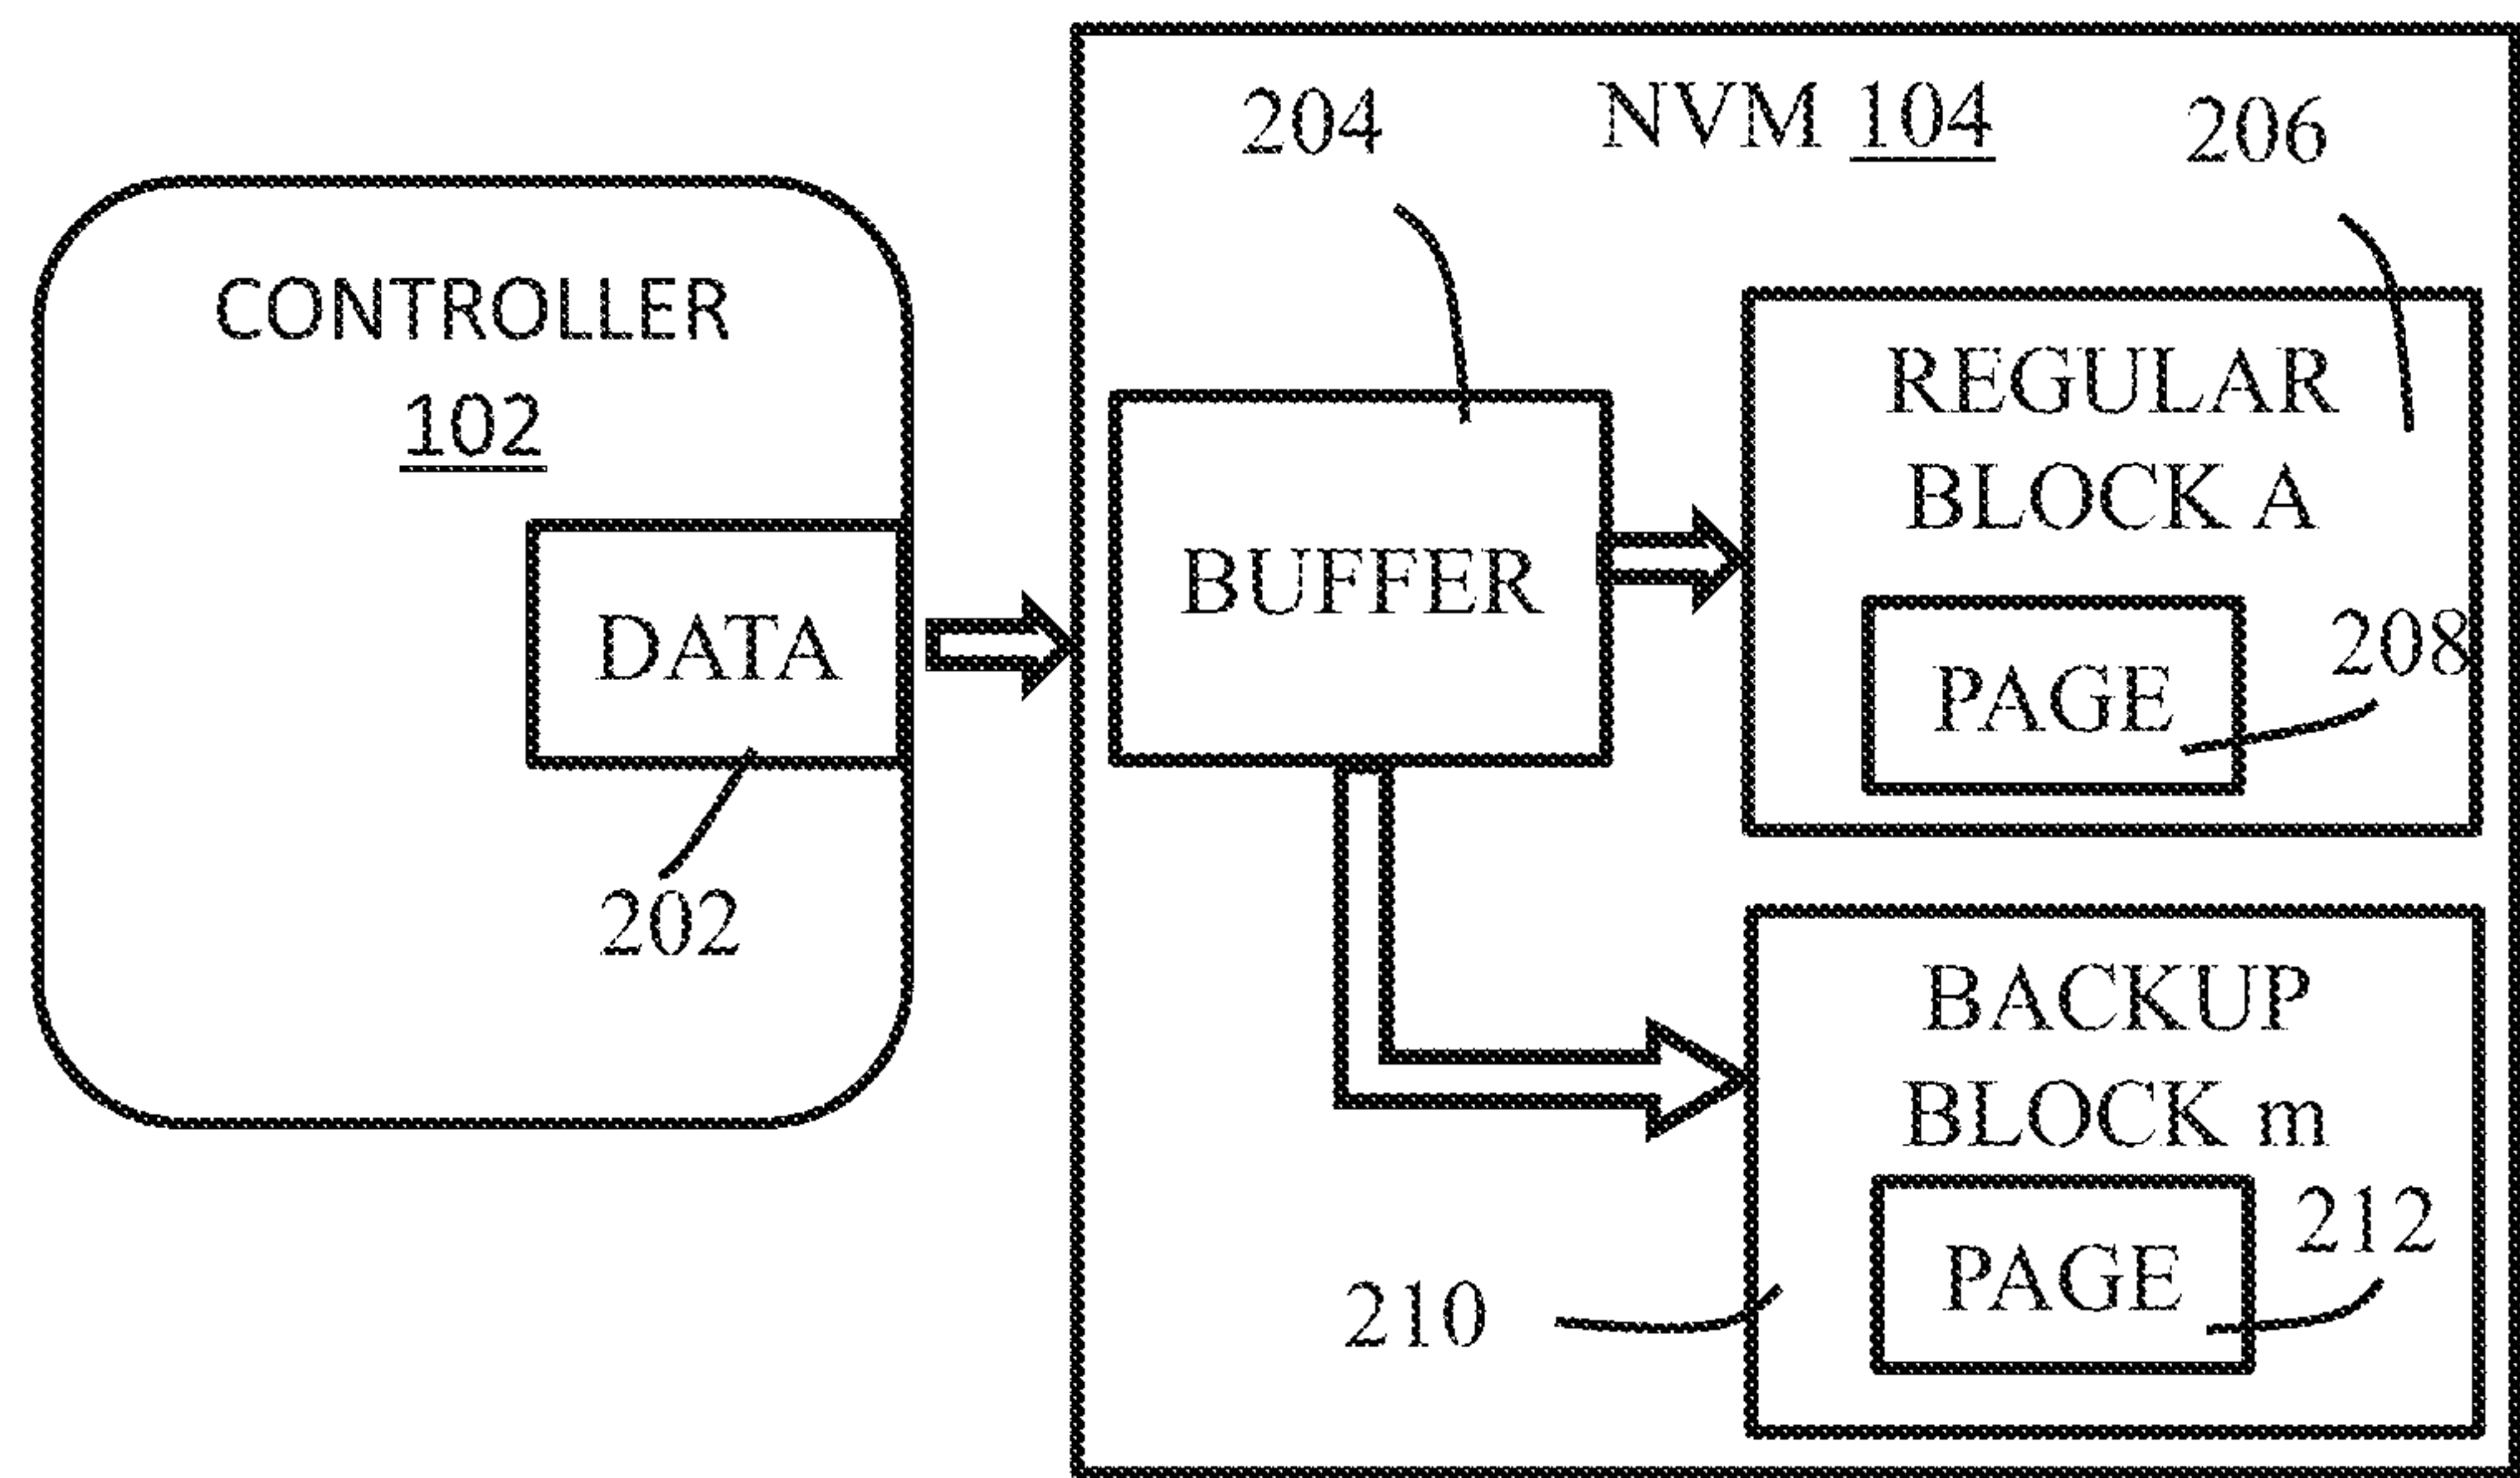 CONTROLLER
102
DATA
202
NVM 104
204
206
BUFFER
REGULAR
BLOCK A
PAGE
208
BACKUP
BLOCK m
PAGE
212
210